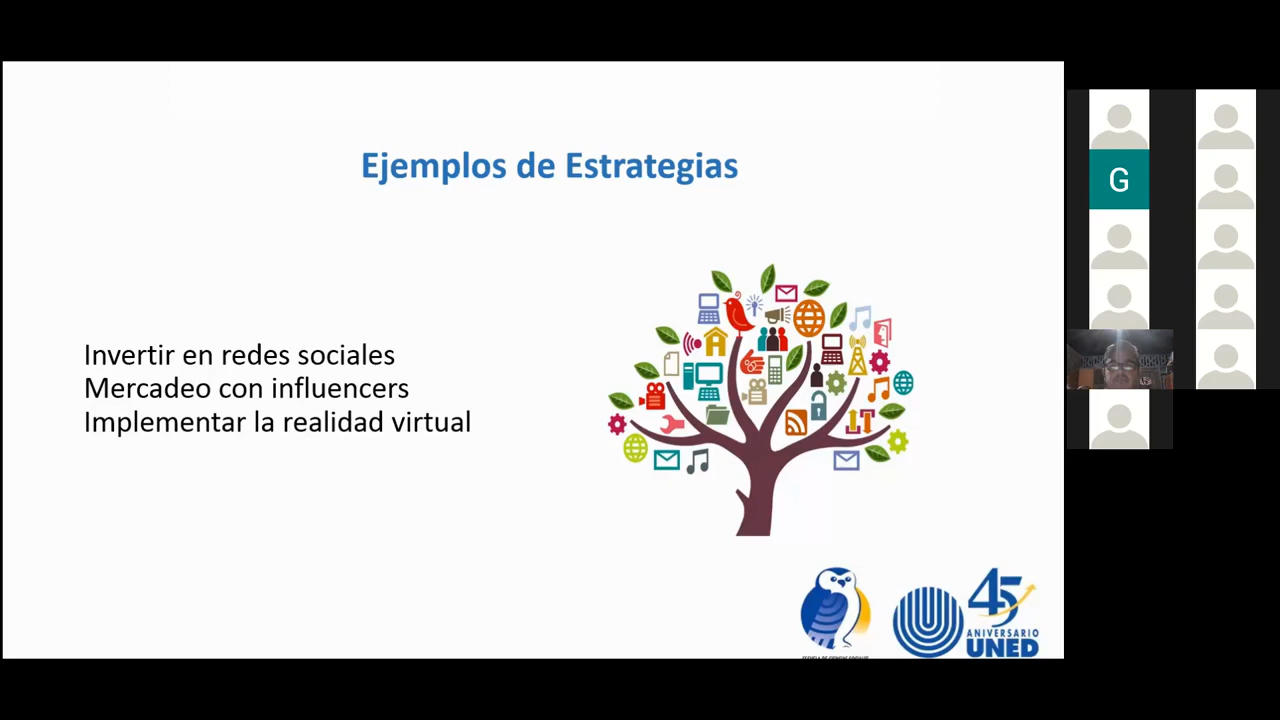 Ejemplos de Estrategias
Invertir en redes sociales
Mercadeo con influencers
Implementar la realidad virtual
G
45
ANIVERSARIO
UNED